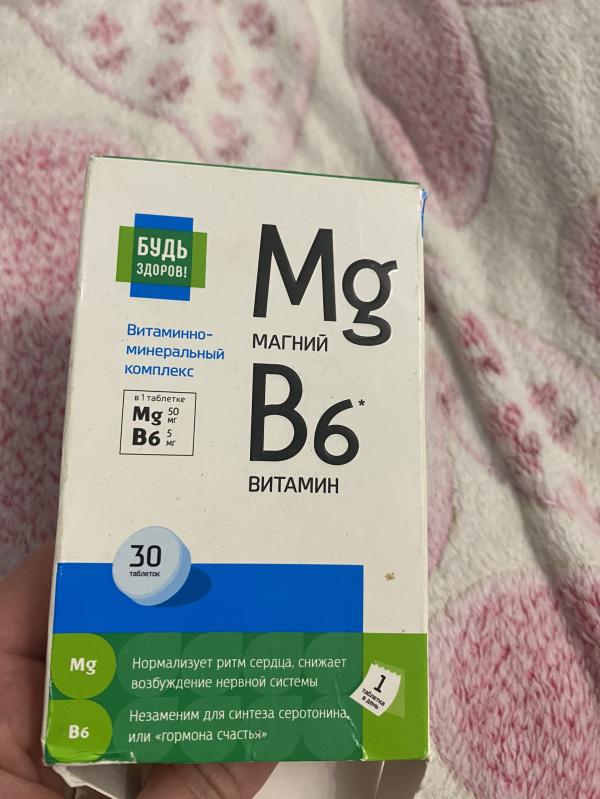 БУДЬ
ЗДОРОВ!
Витаминно-
минеральный
комплекс
в 1 таблетке
Mg 50 мг
B6 5 мг
Mg
МАГНИЙ
B6*
ВИТАМИН
30
таблеток
Mg
Нормализует ритм сердца, снижает
возбуждение нервной системы
1
таблетка
в день
B6
Незаменим для синтеза серотонина,
или «гормона счастья»